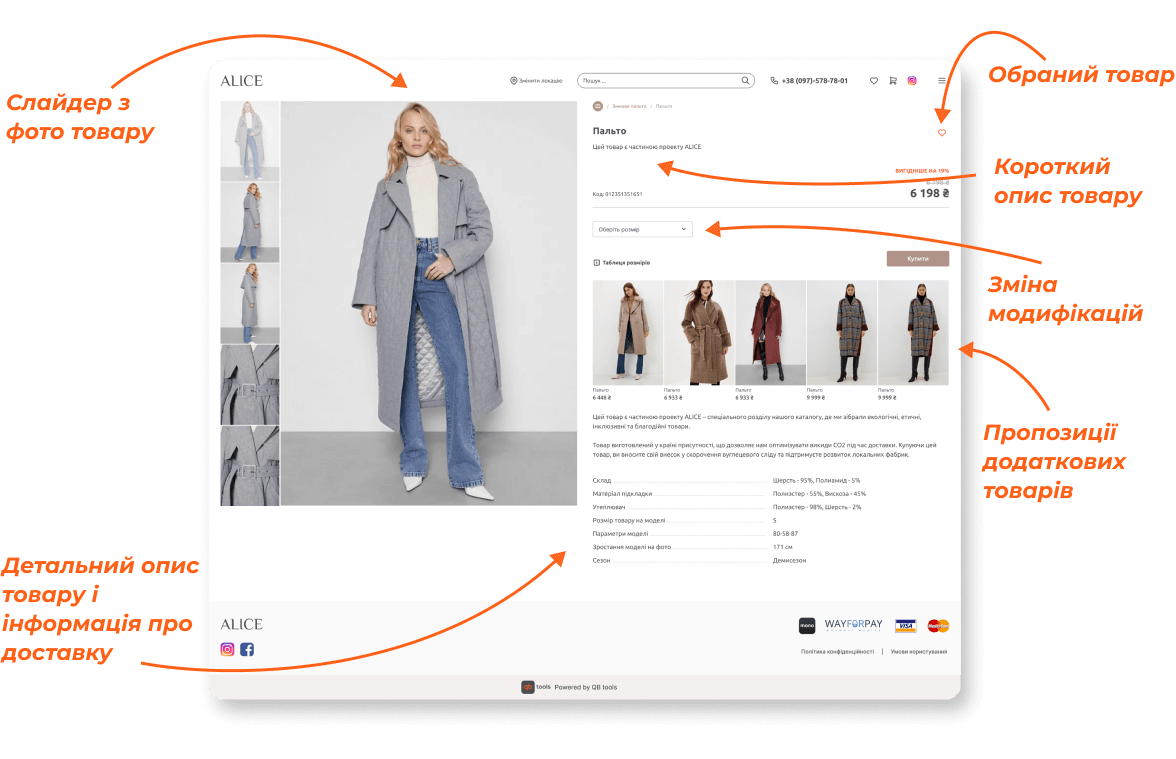 Слайдер з
фото товару
Обраний товар
Короткий
опис товару
Зміна
модифікацій
Пропозиції
додаткових
товарів
Детальний опис
товару і
інформація про
доставку
ALICE
Змінити локацію
Пошук ...
+38 (097)-578-78-01
/ Зимове пальто / Пальто
Пальто
Цей товар є частиною проекту ALICE
ВИГІДНІШЕ НА 19%
Код: 012351351651
6 198 ₴
Оберіть розмір
Таблиця розмірів
Купити
Пальто
6 448 ₴
Пальто
6 933 ₴
Пальто
6 933 ₴
Пальто
9 999 ₴
Пальто
9 999 ₴
Цей товар є частиною проекту ALICE – спеціального розділу нашого каталогу, де ми зібрали екологічні, етичні,
інклюзивні та благодійні товари.
Товар виготовлений у країні присутності, що дозволяє нам оптимізувати викиди CO2 під час доставки. Купуючи цей
товар, ви вносите свій внесок у скорочення вуглецевого сліду та підтримуєте розвиток локальних фабрик.
Склад Шерсть - 95%, Полиамид - 5%
Матеріал підкладки Полиэстер - 55%, Вискоза - 45%
Утеплювач Полиэстер - 98%, Шерсть - 2%
Розмір товару на моделі S
Параметри моделі 80-58-87
Зростання моделі на фото 171 см
Сезон Демисезон
ALICE
mono WAYFORPAY VISA MasterCard
Політика конфіденційності | Умови користування
qb tools Powered by QB tools